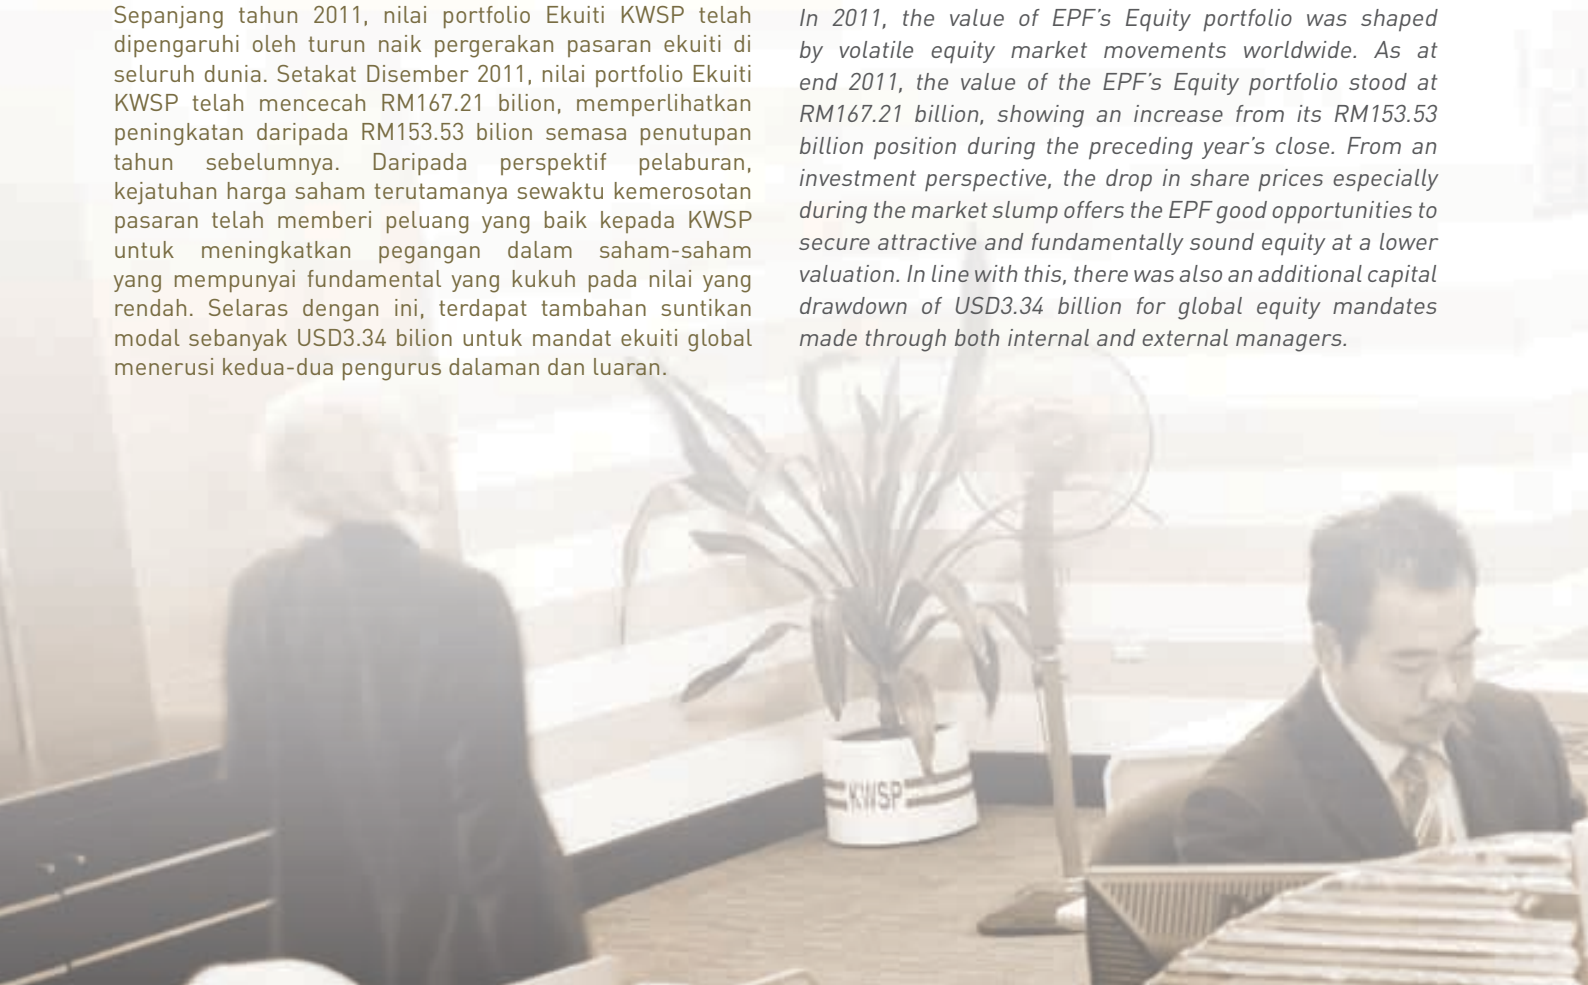 Sepanjang tahun 2011, nilai portfolio Ekuiti KWSP telah
dipengaruhi oleh turun naik pergerakan pasaran ekuiti di
seluruh dunia. Setakat Disember 2011, nilai portfolio Ekuiti
KWSP telah mencecah RM167.21 bilion, memperlihatkan
peningkatan daripada RM153.53 bilion semasa penutupan
tahun sebelumnya. Daripada perspektif pelaburan,
kejatuhan harga saham terutamanya sewaktu kemerosotan
pasaran telah memberi peluang yang baik kepada KWSP
untuk meningkatkan pegangan dalam saham-saham
yang mempunyai fundamental yang kukuh pada nilai yang
rendah. Selaras dengan ini, terdapat tambahan suntikan
modal sebanyak USD3.34 bilion untuk mandat ekuiti global
menerusi kedua-dua pengurus dalaman dan luaran.
In 2011, the value of EPF's Equity portfolio was shaped
by volatile equity market movements worldwide. As at
end 2011, the value of the EPF's Equity portfolio stood at
RM167.21 billion, showing an increase from its RM153.53
billion position during the preceding year's close. From an
investment perspective, the drop in share prices especially
during the market slump offers the EPF good opportunities to
secure attractive and fundamentally sound equity at a lower
valuation. In line with this, there was also an additional capital
drawdown of USD3.34 billion for global equity mandates
made through both internal and external managers.
KWSP